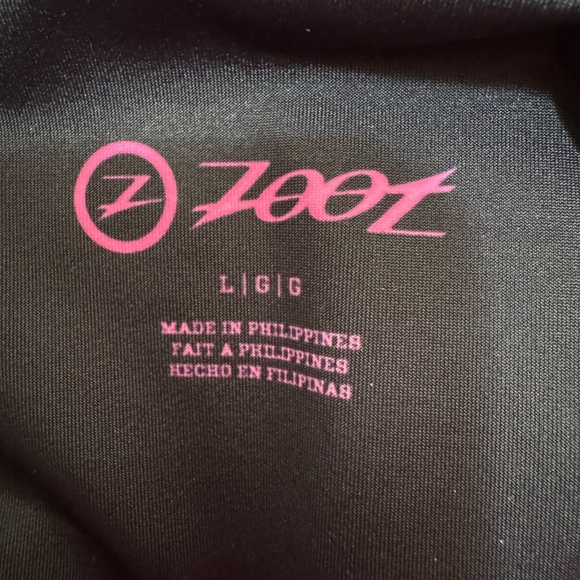 Z ZOOT
L|G|G
MADE IN PHILIPPINES
FAIT A PHILIPPINES
HECHO EN FILIPINAS